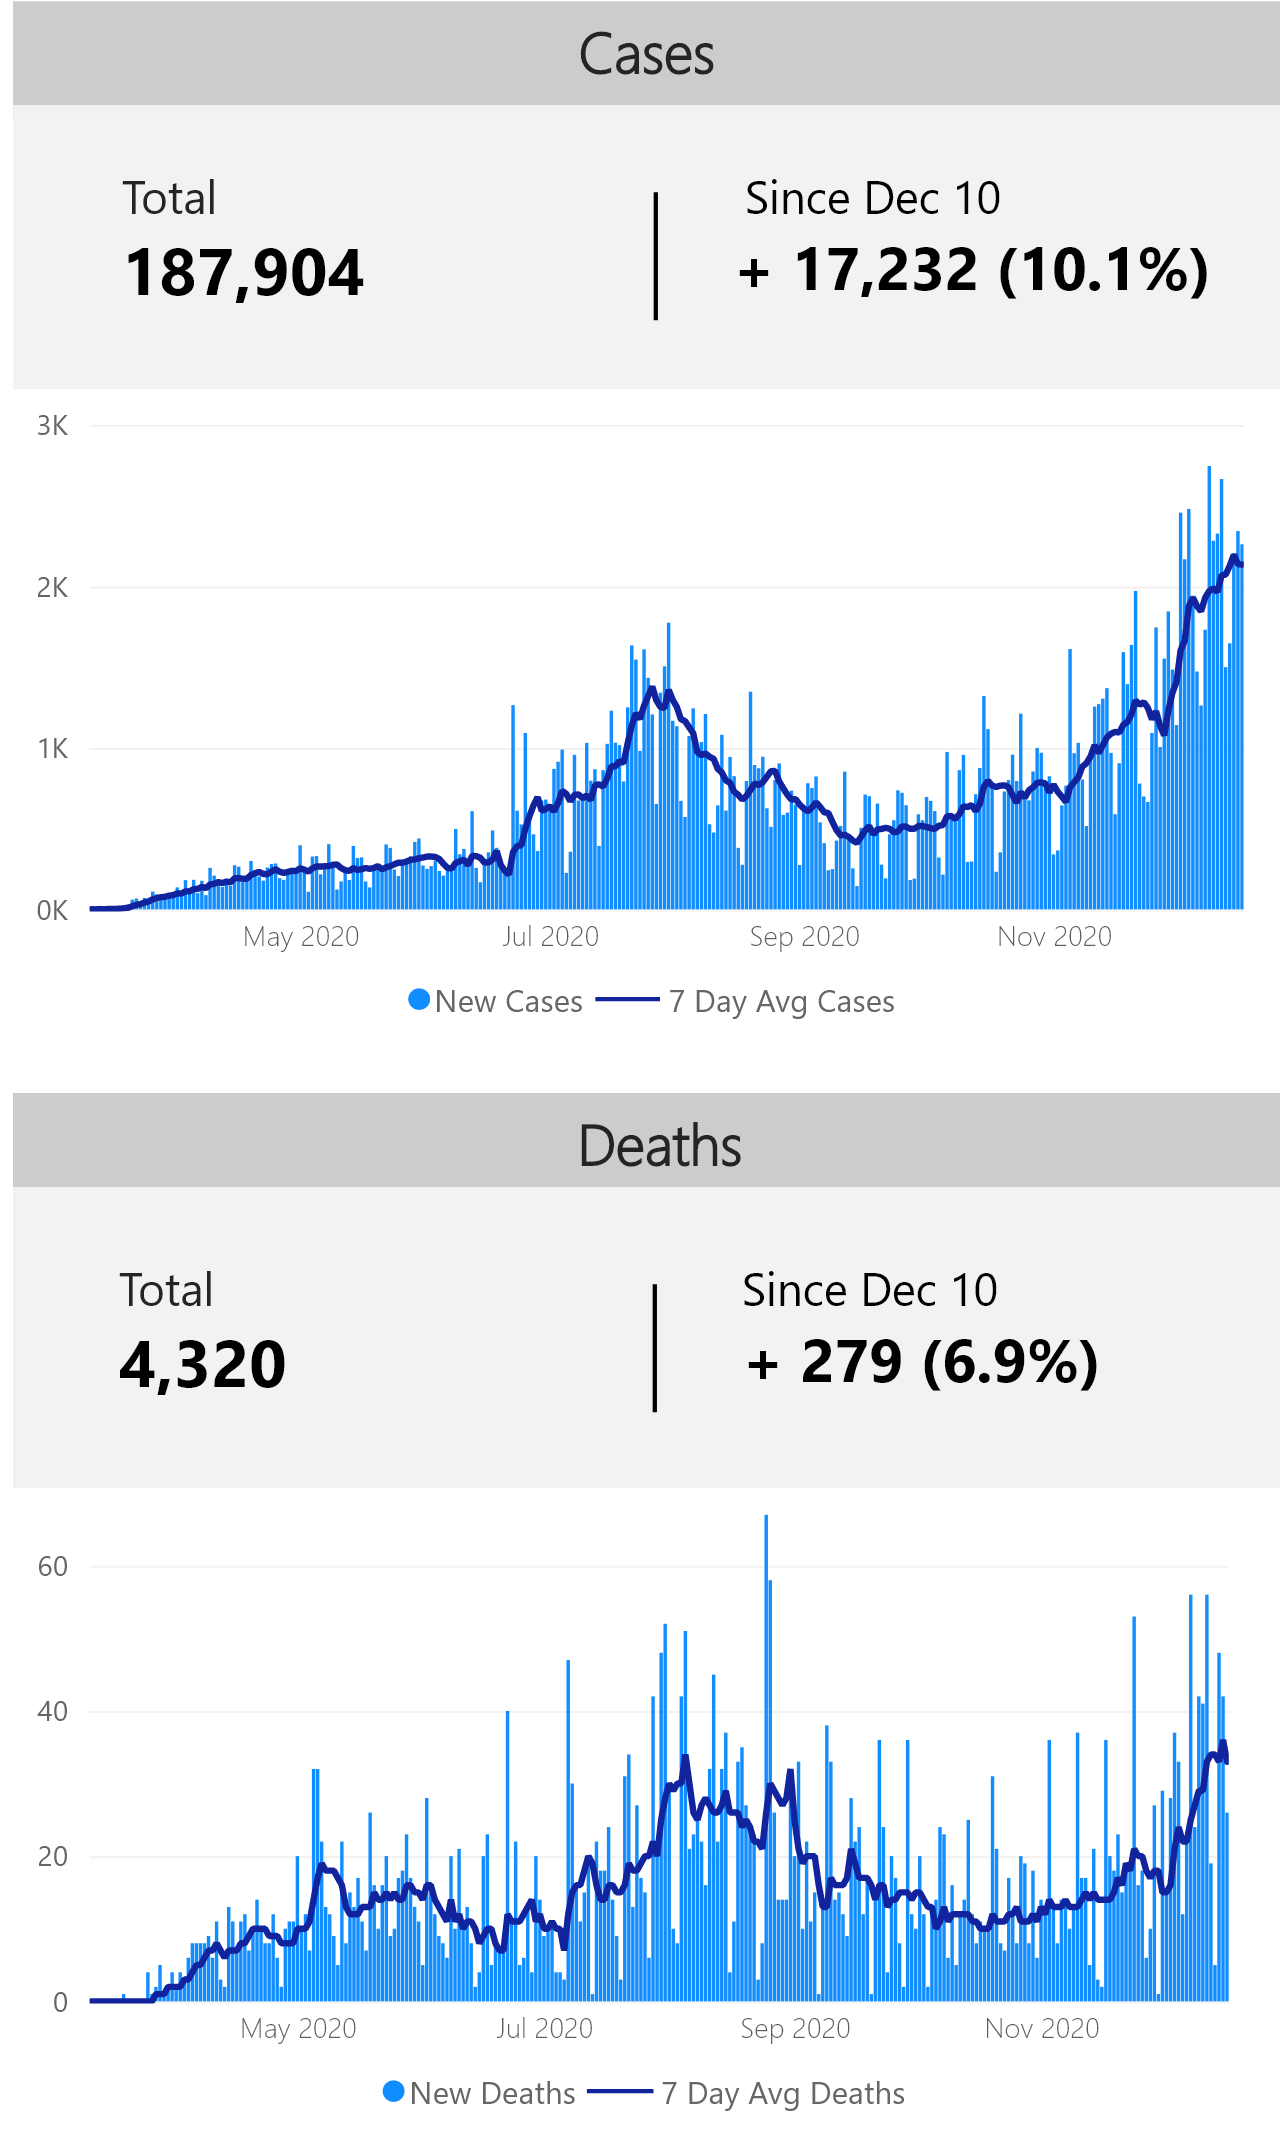 Cases
Total
187,904
Since Dec 10
+ 17,232 (10.1%)
3K
2K
1K
0K
May 2020
Jul 2020
Sep 2020
Nov 2020
New Cases
7 Day Avg Cases
Deaths
Total
4,320
Since Dec 10
+ 279 (6.9%)
60
40
20
0
May 2020
Jul 2020
Sep 2020
Nov 2020
New Deaths
7 Day Avg Deaths